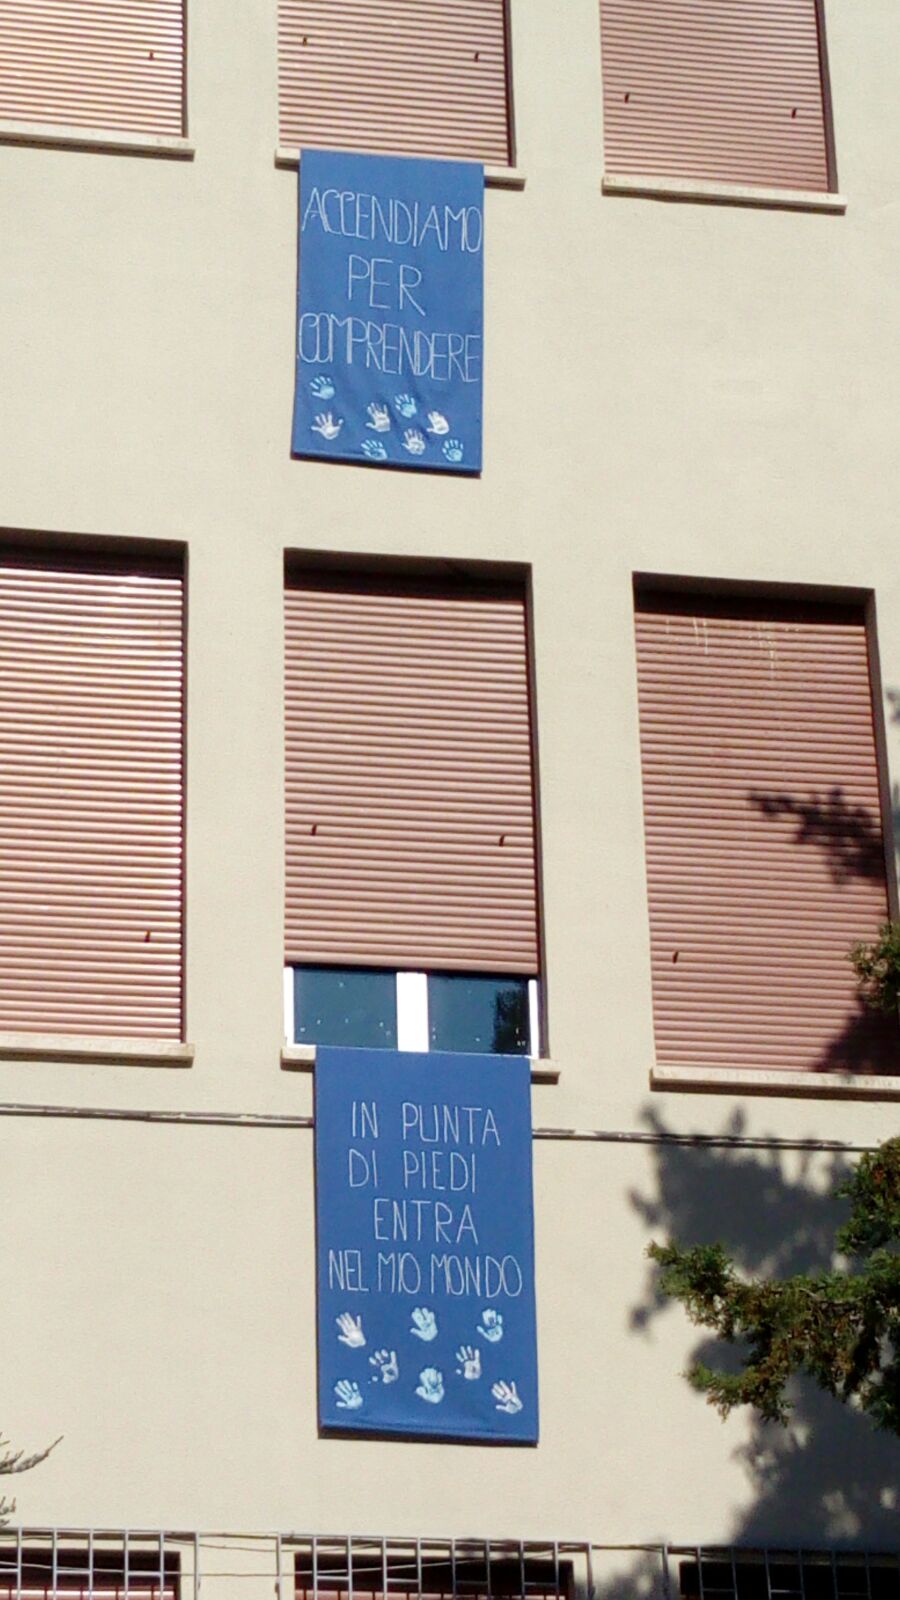 ACCENDIAMO
PER
COMPRENDERE
IN PUNTA
DI PIEDI
ENTRA
NEL MIO MONDO